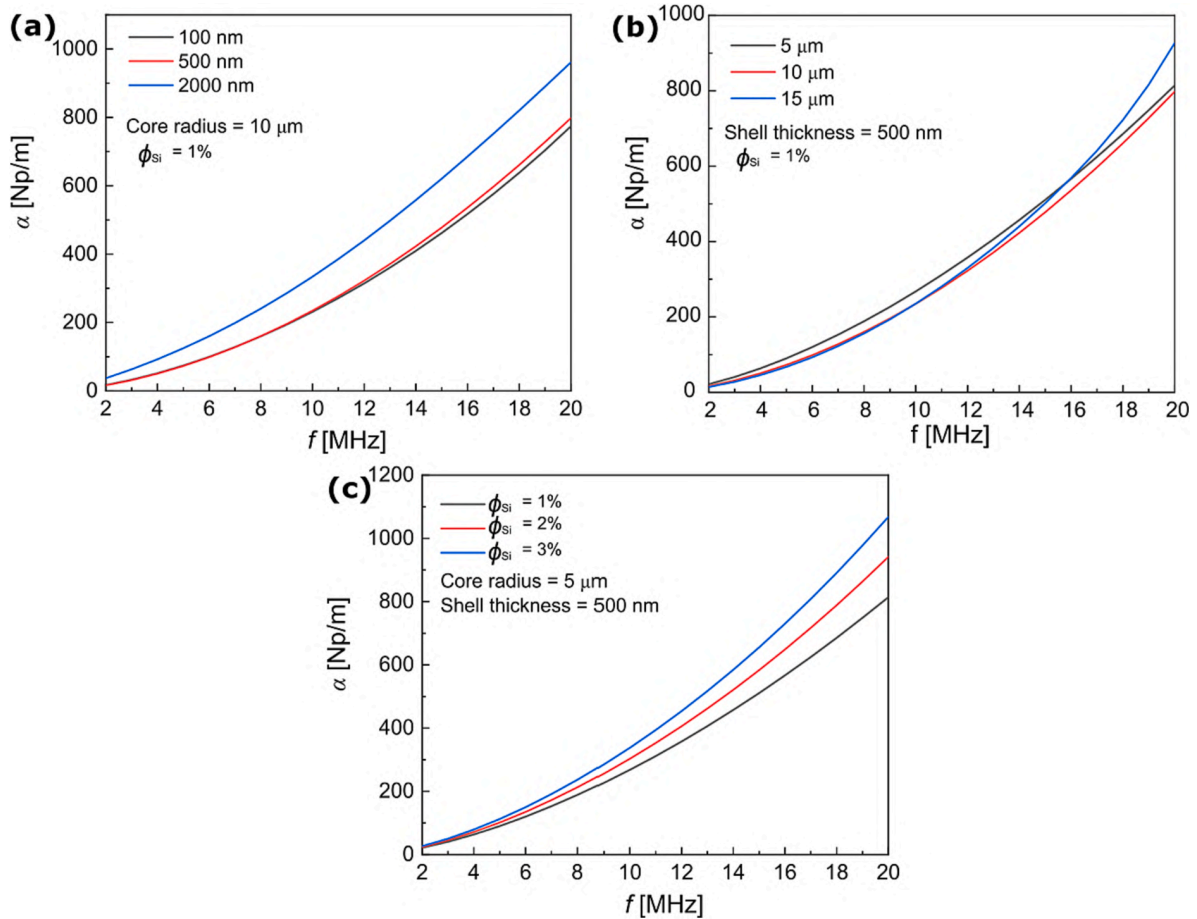 (a)
100 nm
500 nm
2000 nm
Core radius = 10 μm
ϕSi = 1%
α [Np/m]
1000
800
600
400
200
0
2 4 6 8 10 12 14 16 18 20
f [MHz]
(b)
5 μm
10 μm
15 μm
Shell thickness = 500 nm
ϕSi = 1%
α [Np/m]
1000
800
600
400
200
0
2 4 6 8 10 12 14 16 18 20
f [MHz]
(c)
ϕSi = 1%
ϕSi = 2%
ϕSi = 3%
Core radius = 5 μm
Shell thickness = 500 nm
α [Np/m]
1200
1000
800
600
400
200
0
2 4 6 8 10 12 14 16 18 20
f [MHz]